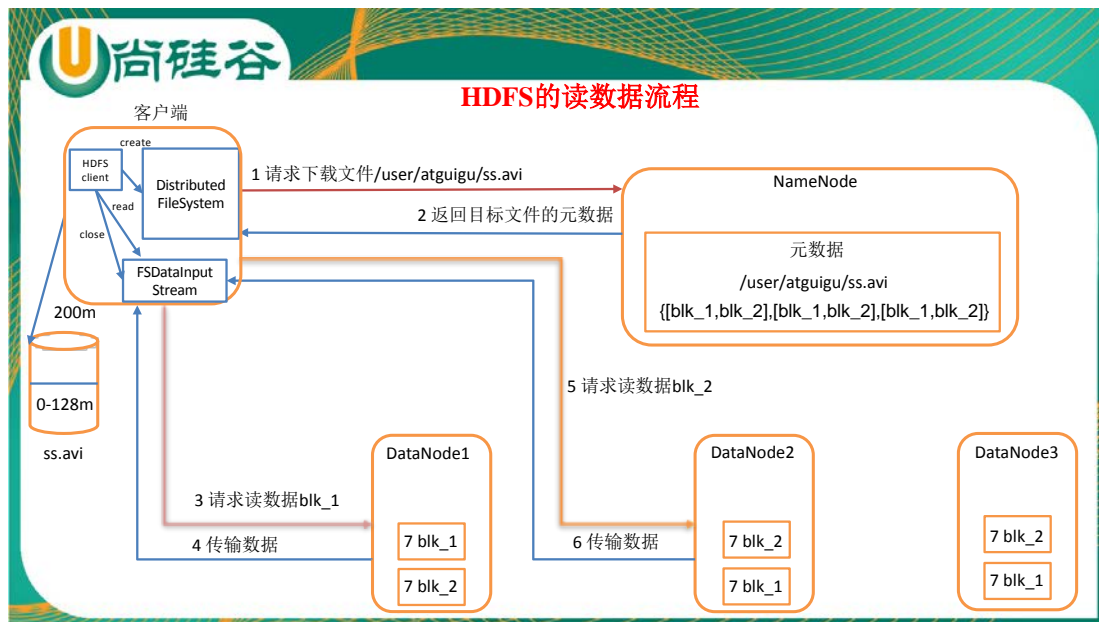 尚硅谷
HDFS的读数据流程
客户端
create
HDFS
client
Distributed
FileSystem
read
close
FSDataInput
Stream
1 请求下载文件/user/atguigu/ss.avi
2 返回目标文件的元数据
NameNode
元数据
/user/atguigu/ss.avi
{[blk_1,blk_2],[blk_1,blk_2],[blk_1,blk_2]}
200m
0-128m
ss.avi
5 请求读数据blk_2
3 请求读数据blk_1
4 传输数据
6 传输数据
DataNode1
7 blk_1
7 blk_2
DataNode2
7 blk_2
7 blk_1
DataNode3
7 blk_2
7 blk_1